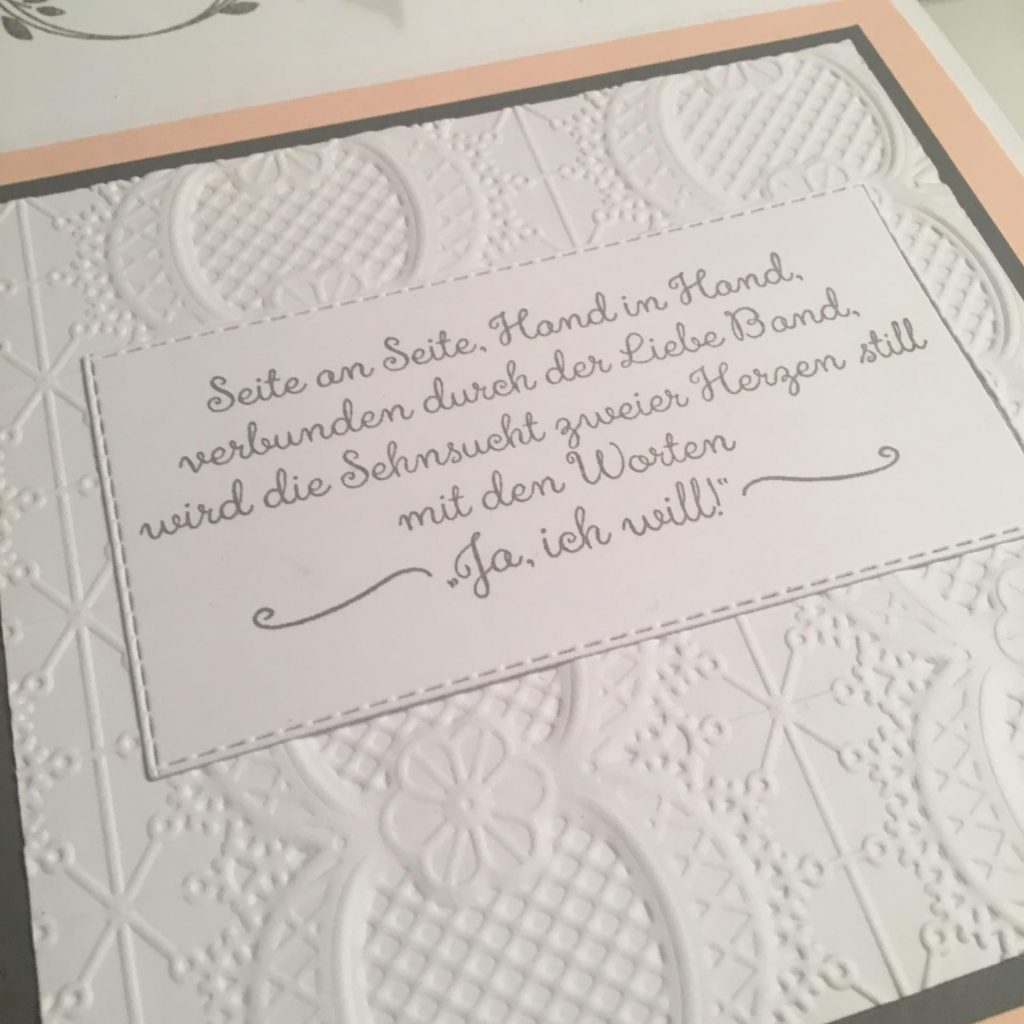 Seite an Seite, Hand in Hand,
verbunden durch der Liebe Band,
wird die Sehnsucht zweier Herzen still
mit den Worten
„Ja, ich will!“